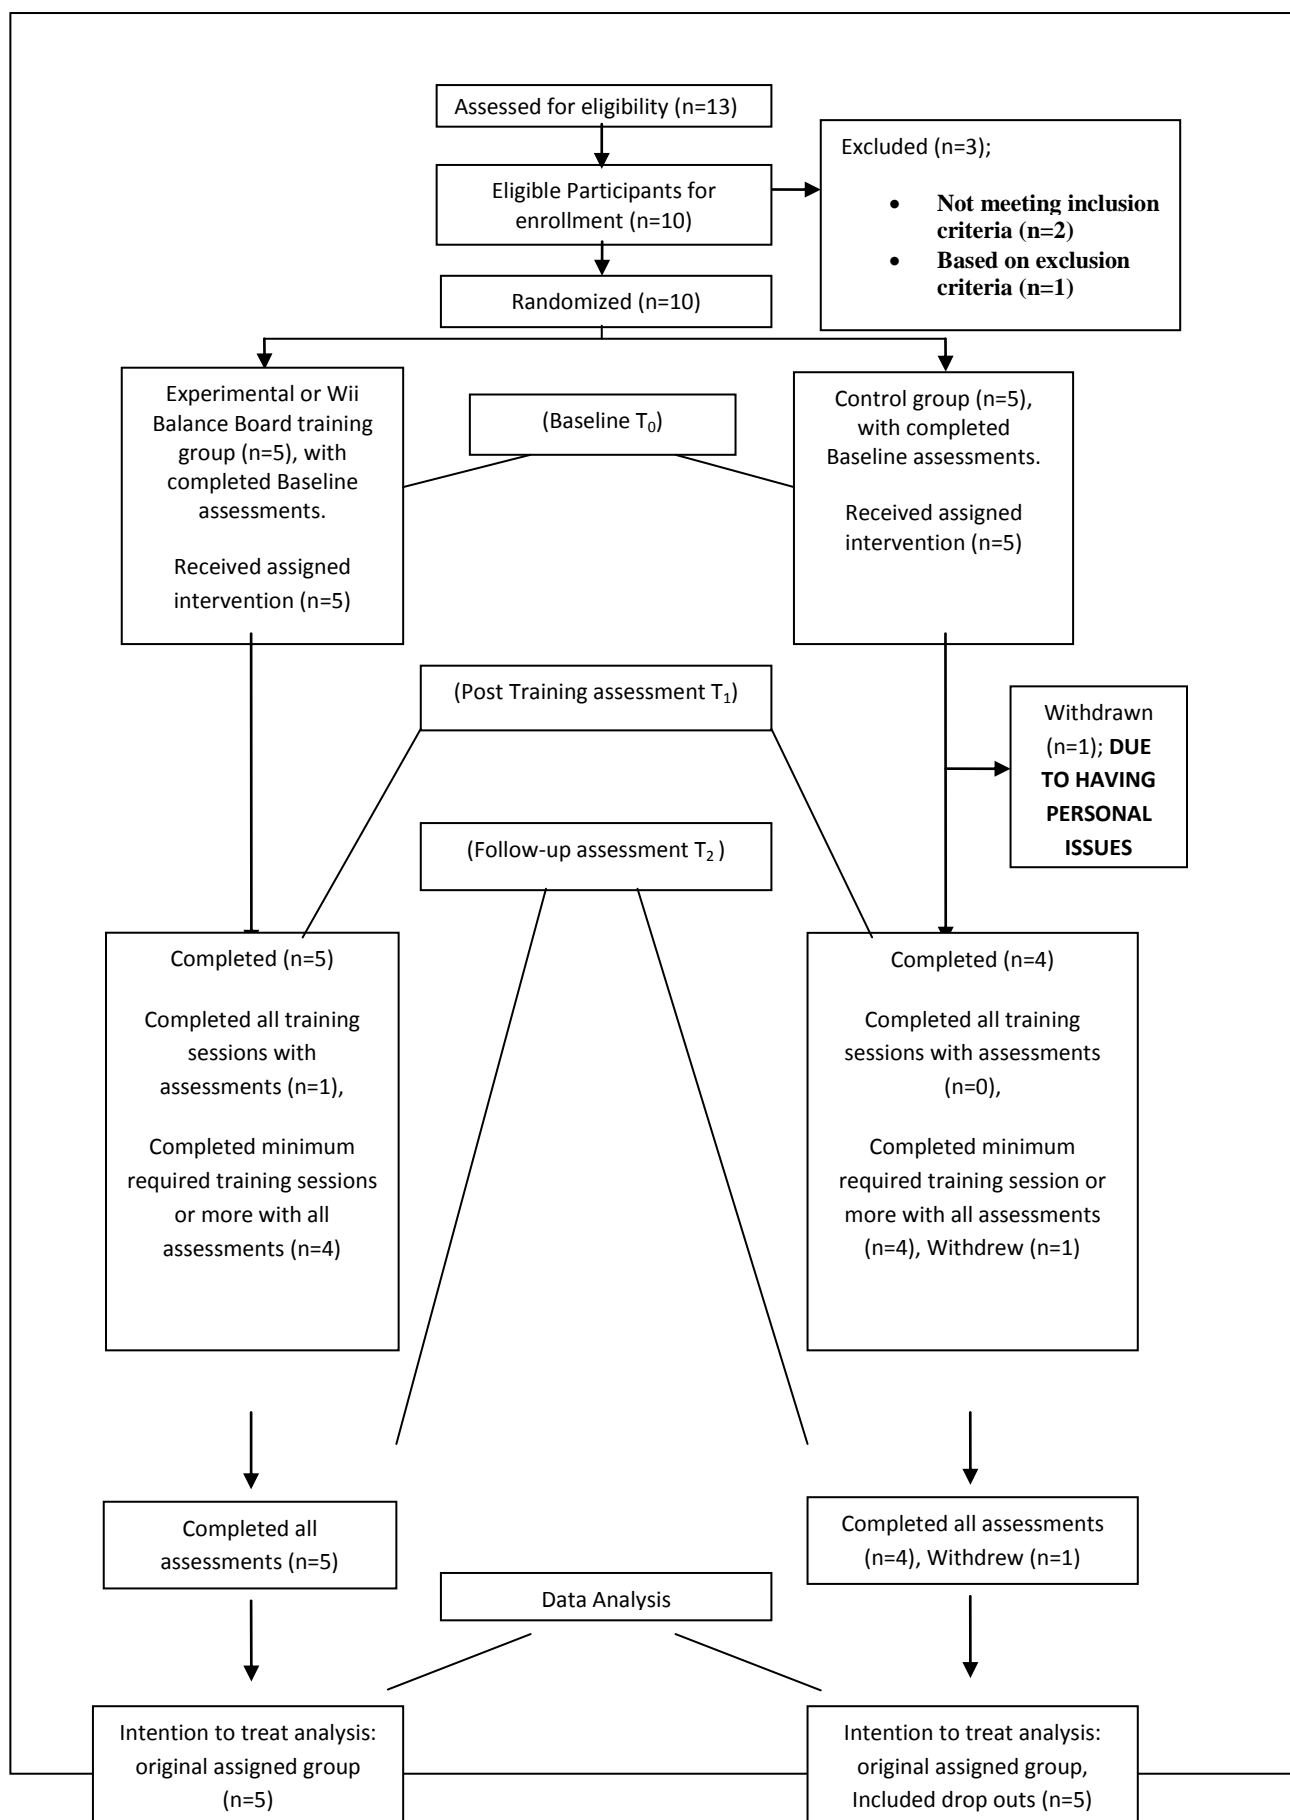 Assessed for eligibility (n=13)
Excluded (n=3);
• Not meeting inclusion
criteria (n=2)
• Based on exclusion
criteria (n=1)
Eligible Participants for
enrollment (n=10)
Randomized (n=10)
Experimental or Wii
Balance Board training
group (n=5), with
completed Baseline
assessments.
Received assigned
intervention (n=5)
(Baseline T0)
Control group (n=5),
with completed
Baseline assessments.
Received assigned
intervention (n=5)
(Post Training assessment T1)
Withdrawn
(n=1); DUE
TO HAVING
PERSONAL
ISSUES
(Follow-up assessment T2 )
Completed (n=5)
Completed all training
sessions with
assessments (n=1),
Completed minimum
required training sessions
or more with all
assessments (n=4)
Completed (n=4)
Completed all training
sessions with assessments
(n=0),
Completed minimum
required training session or
more with all assessments
(n=4), Withdrew (n=1)
Completed all
assessments (n=5)
Completed all assessments
(n=4), Withdrew (n=1)
Data Analysis
Intention to treat analysis:
original assigned group
(n=5)
Intention to treat analysis:
original assigned group,
Included drop outs (n=5)